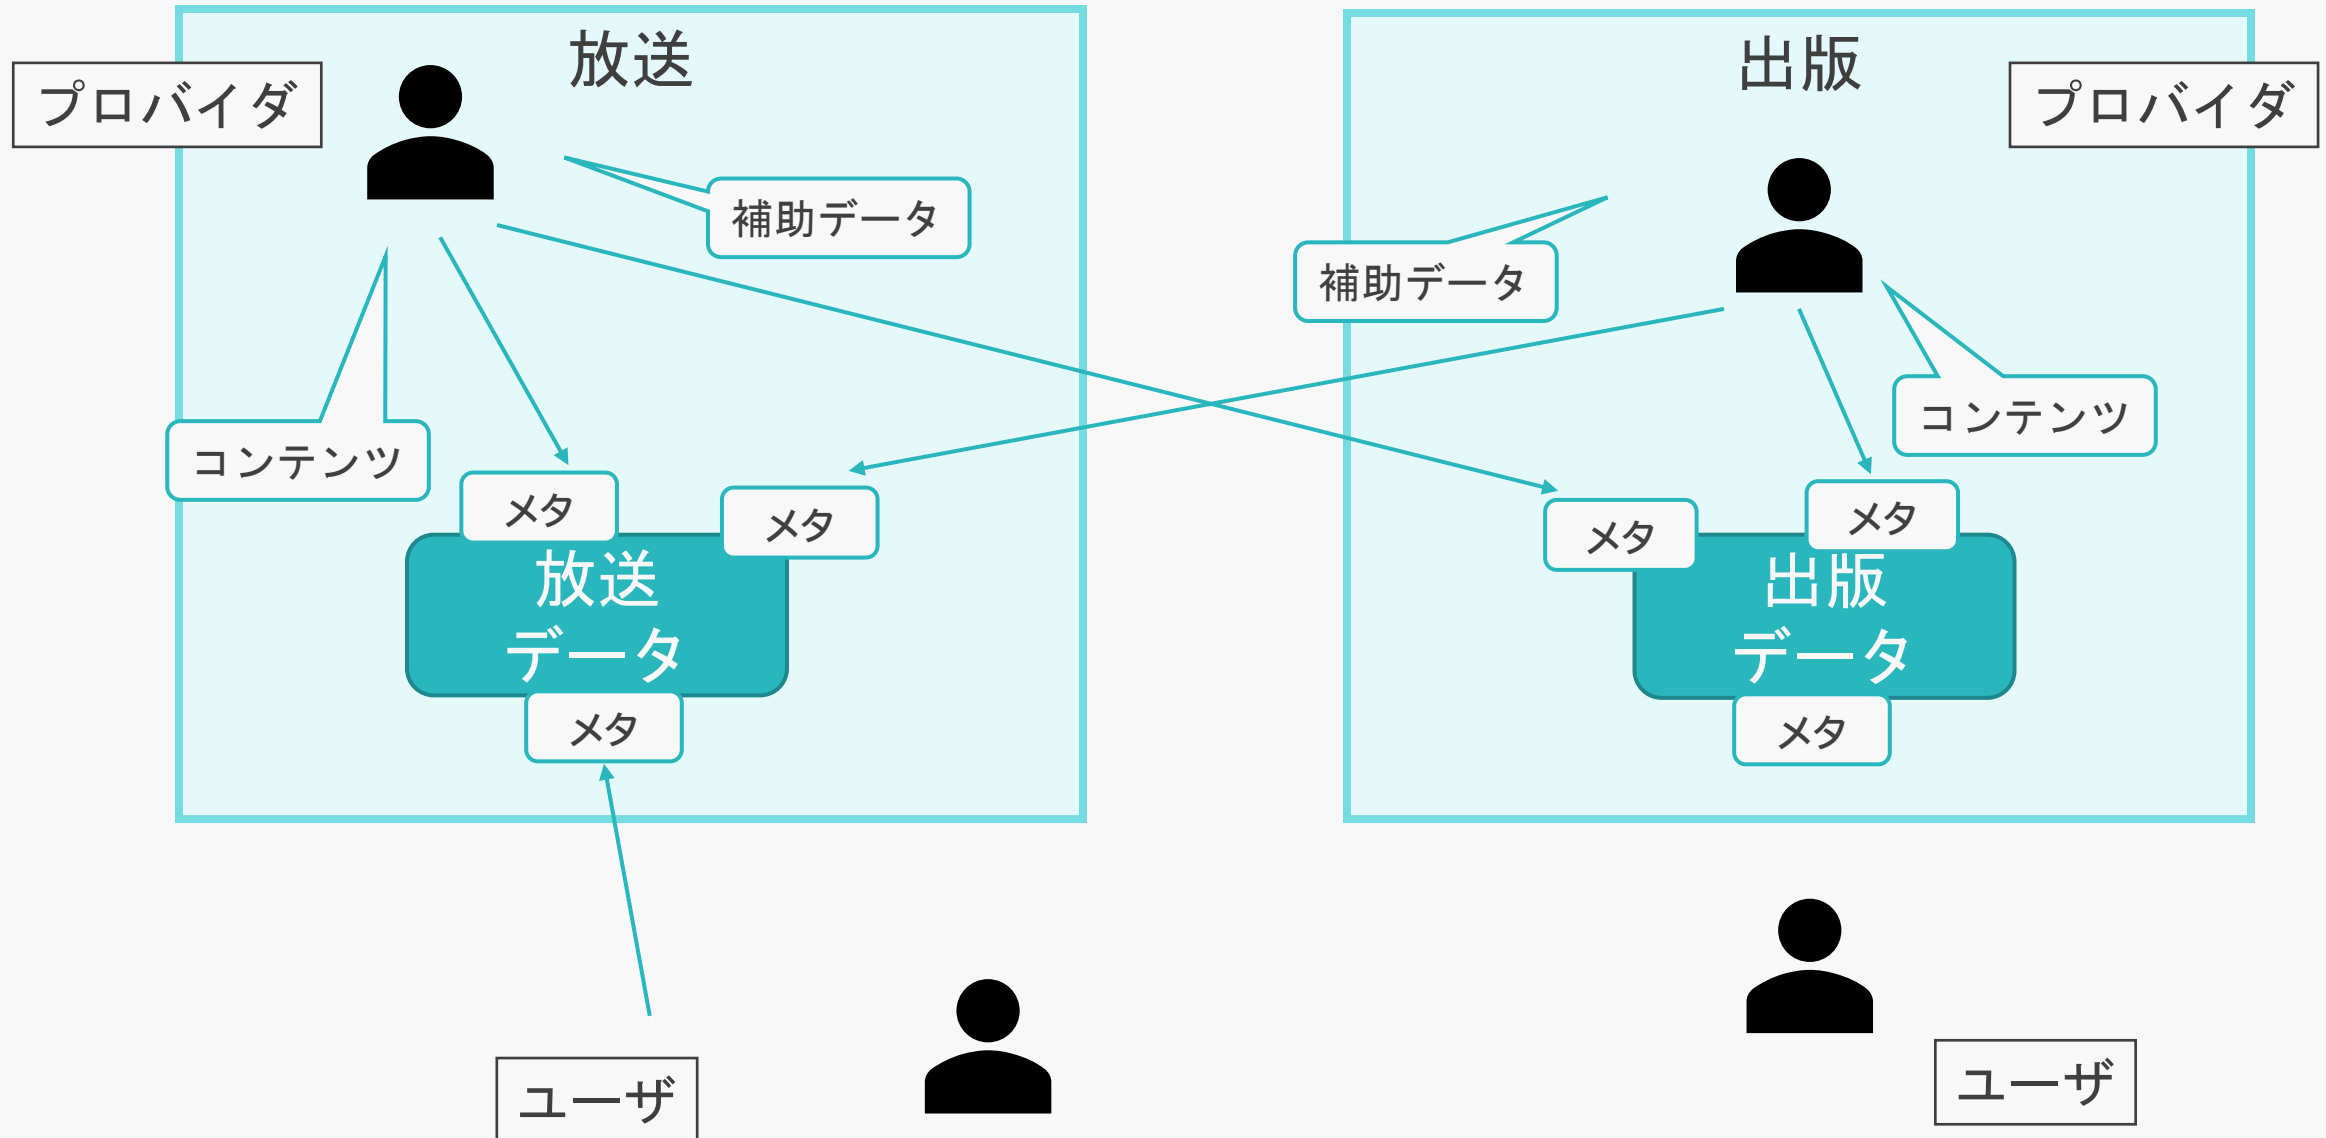 放送
出版
プロバイダ
プロバイダ
補助データ
補助データ
コンテンツ
コンテンツ
メタ
メタ
メタ
メタ
放送
データ
出版
データ
メタ
メタ
ユーザ
ユーザ